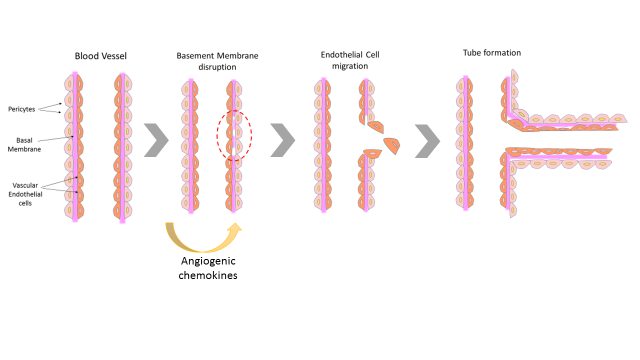 Blood Vessel
Basement Membrane
disruption
Endothelial Cell
migration
Tube formation
Pericytes
Basal
Membrane
Vascular
Endothelial
cells
Angiogenic
chemokines